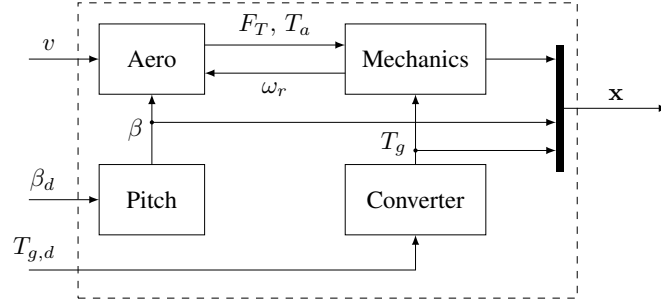 F_T, T_a
v
Aero
Mechanics
ω_r
x
β
T_g
β_d
Pitch
Converter
T_{g,d}